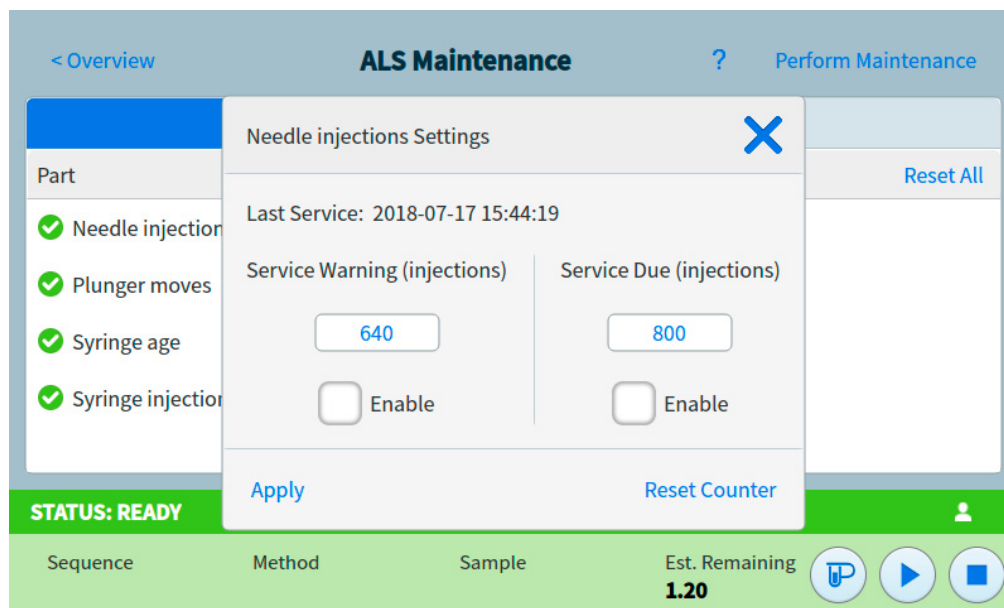 < Overview
ALS Maintenance
?
Perform Maintenance
Needle injections Settings
Part
Reset All
Last Service: 2018-07-17 15:44:19
Needle injection
Plunger moves
Syringe age
Syringe injection
Service Warning (injections)
Service Due (injections)
640
800
Enable
Enable
Apply
Reset Counter
STATUS: READY
Sequence
Method
Sample
Est. Remaining
1.20